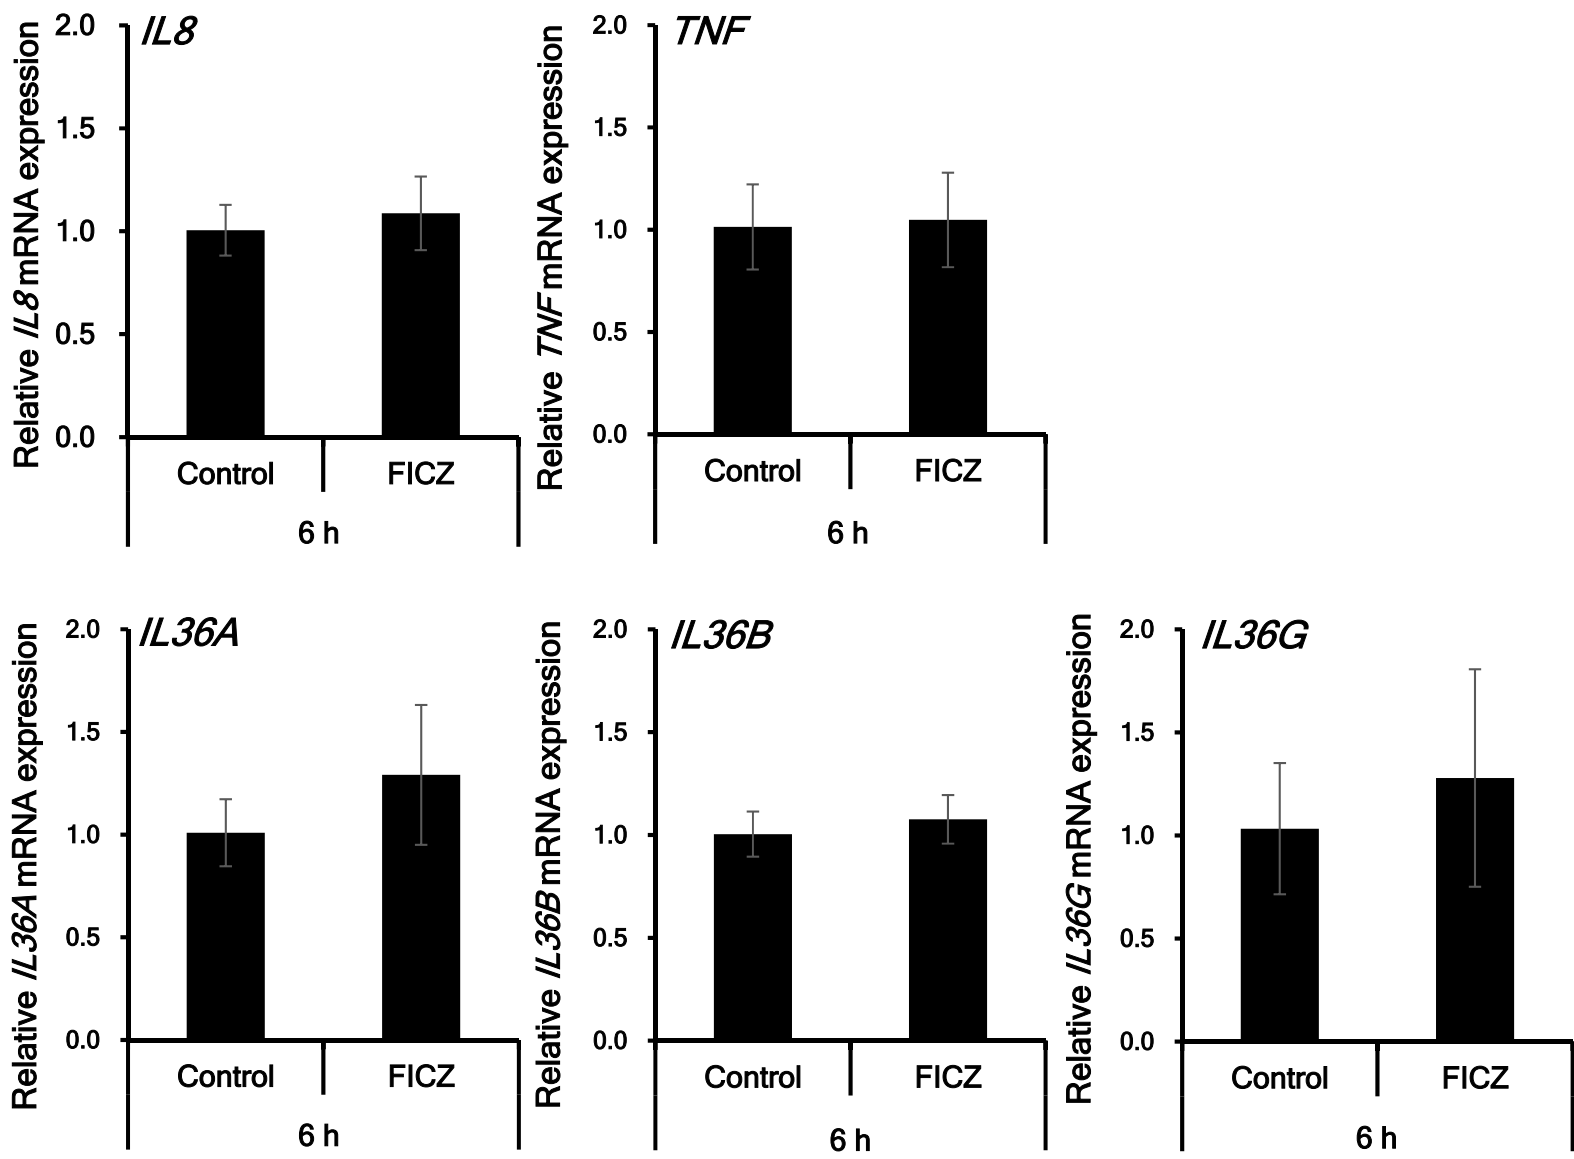 IL8
Relative IL8 mRNA expression
2.0
1.5
1.0
0.5
0.0
Control FICZ
6 h
TNF
Relative TNF mRNA expression
2.0
1.5
1.0
0.5
0.0
Control FICZ
6 h
IL36A
Relative IL36A mRNA expression
2.0
1.5
1.0
0.5
0.0
Control FICZ
6 h
IL36B
Relative IL36B mRNA expression
2.0
1.5
1.0
0.5
0.0
Control FICZ
6 h
IL36G
Relative IL36G mRNA expression
2.0
1.5
1.0
0.5
0.0
Control FICZ
6 h